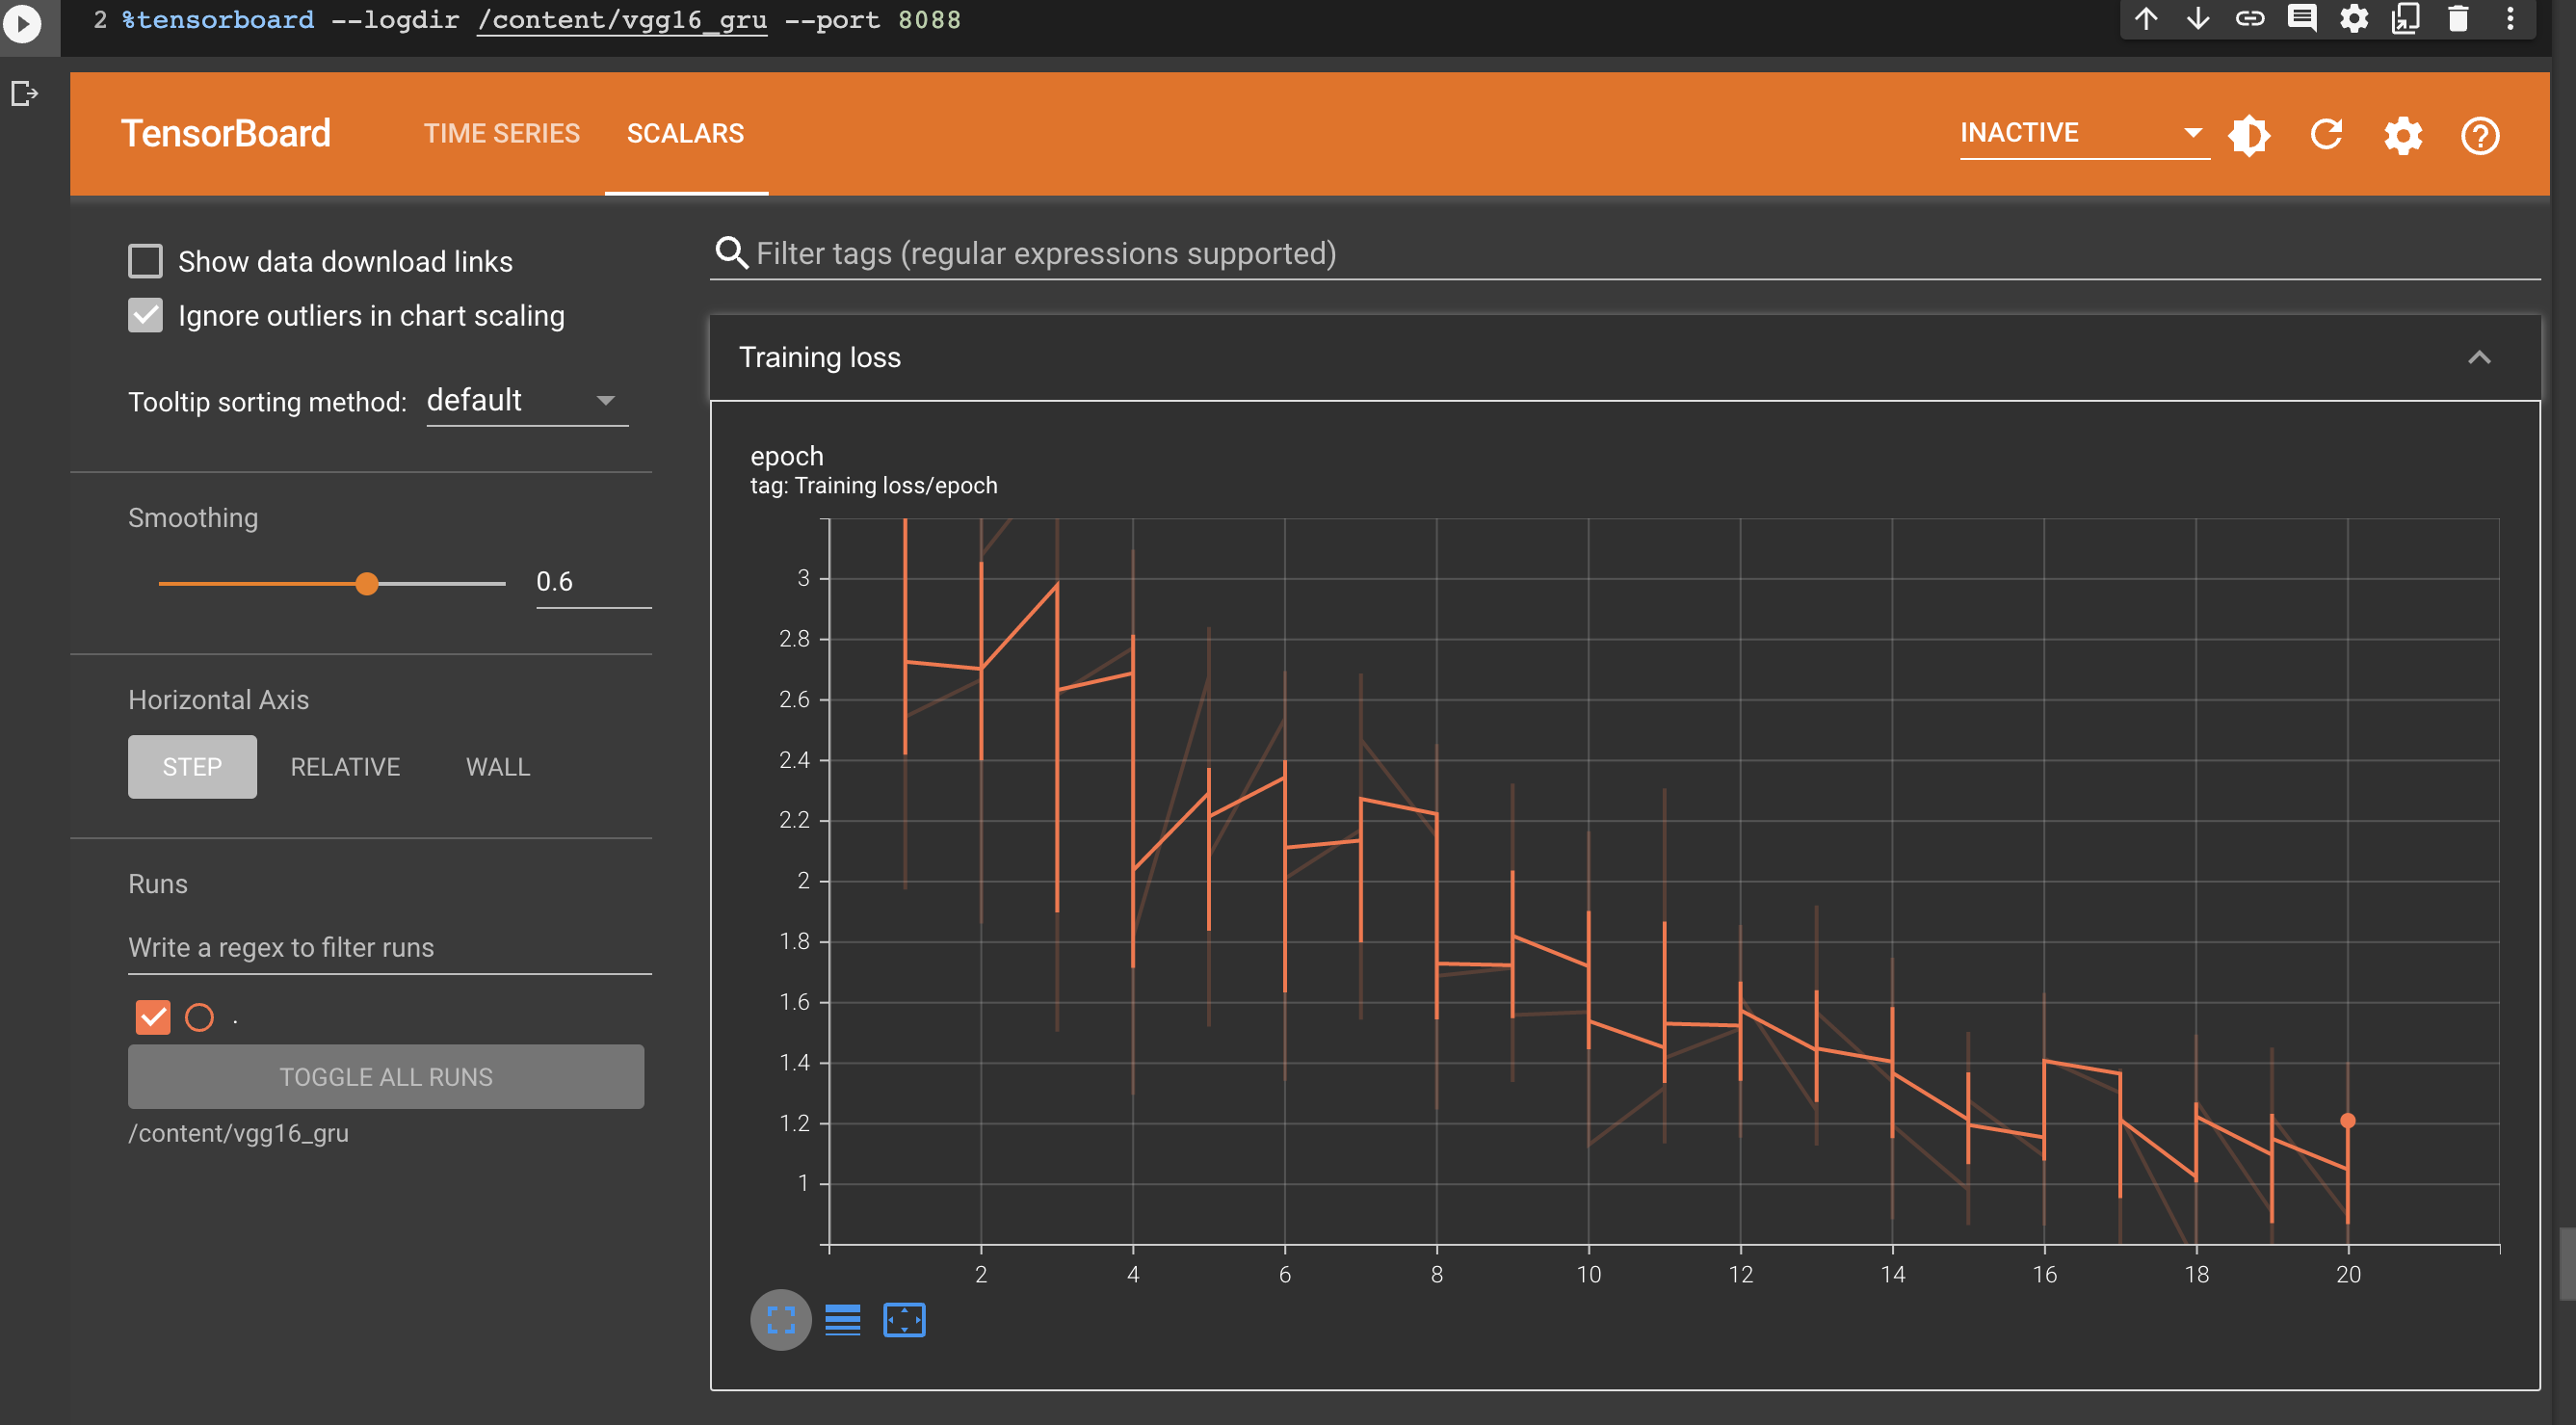 2 %tensorboard --logdir /content/vgg16_gru --port 8088
TensorBoard
TIME SERIES
SCALARS
INACTIVE
Show data download links
Ignore outliers in chart scaling
Tooltip sorting method: default
Smoothing
0.6
Horizontal Axis
STEP
RELATIVE
WALL
Runs
Write a regex to filter runs
.
TOGGLE ALL RUNS
/content/vgg16_gru
Filter tags (regular expressions supported)
Training loss
epoch
tag: Training loss/epoch
3
2.8
2.6
2.4
2.2
2
1.8
1.6
1.4
1.2
1
2 4 6 8 10 12 14 16 18 20